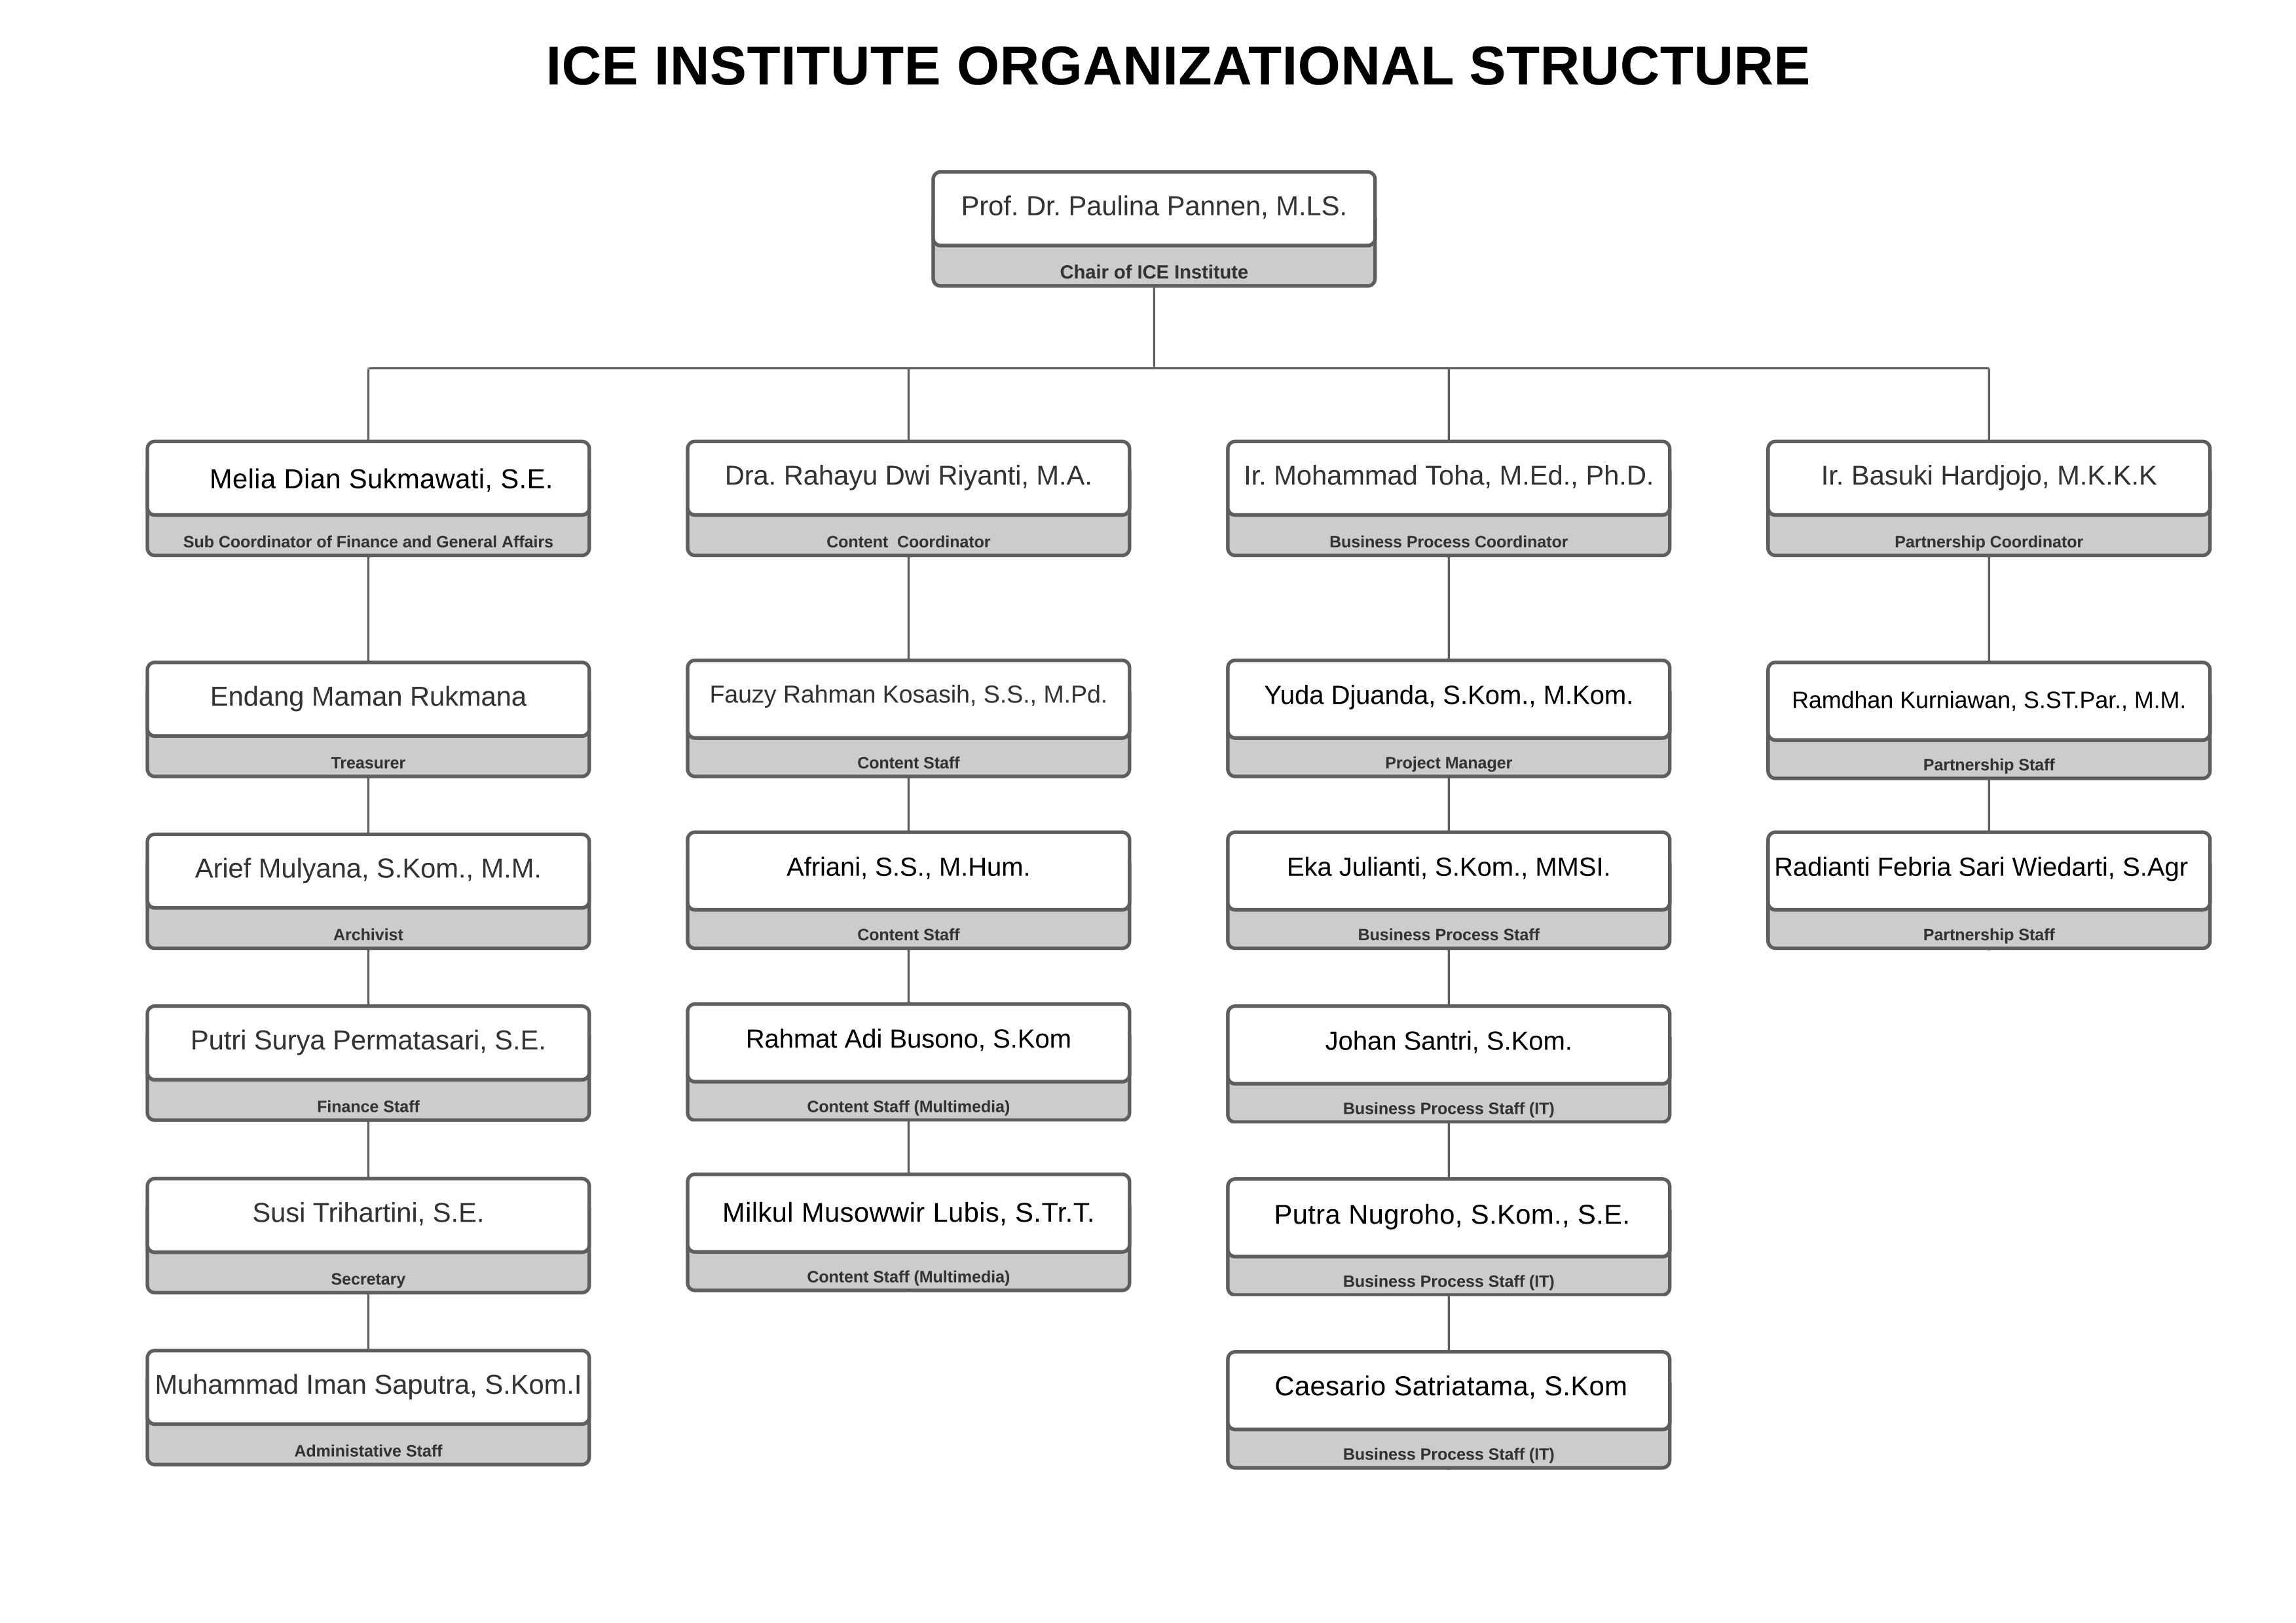 ICE INSTITUTE ORGANIZATIONAL STRUCTURE
Prof. Dr. Paulina Pannen, M.LS.
Chair of ICE Institute
Melia Dian Sukmawati, S.E.
Sub Coordinator of Finance and General Affairs
Dra. Rahayu Dwi Riyanti, M.A.
Content  Coordinator
Ir. Mohammad Toha, M.Ed., Ph.D.
Business Process Coordinator
Ir. Basuki Hardjojo, M.K.K.K
Partnership Coordinator
Endang Maman Rukmana
Treasurer
Fauzy Rahman Kosasih, S.S., M.Pd.
Content Staff
Yuda Djuanda, S.Kom., M.Kom.
Project Manager
Ramdhan Kurniawan, S.ST.Par., M.M.
Partnership Staff
Arief Mulyana, S.Kom., M.M.
Archivist
Afriani, S.S., M.Hum.
Content Staff
Eka Julianti, S.Kom., MMSI.
Business Process Staff
Radianti Febria Sari Wiedarti, S.Agr
Partnership Staff
Putri Surya Permatasari, S.E.
Finance Staff
Rahmat Adi Busono, S.Kom
Content Staff (Multimedia)
Johan Santri, S.Kom.
Business Process Staff (IT)
Susi Trihartini, S.E.
Secretary
Milkul Musowwir Lubis, S.Tr.T.
Content Staff (Multimedia)
Putra Nugroho, S.Kom., S.E.
Business Process Staff (IT)
Muhammad Iman Saputra, S.Kom.I
Administative Staff
Caesario Satriatama, S.Kom
Business Process Staff (IT)